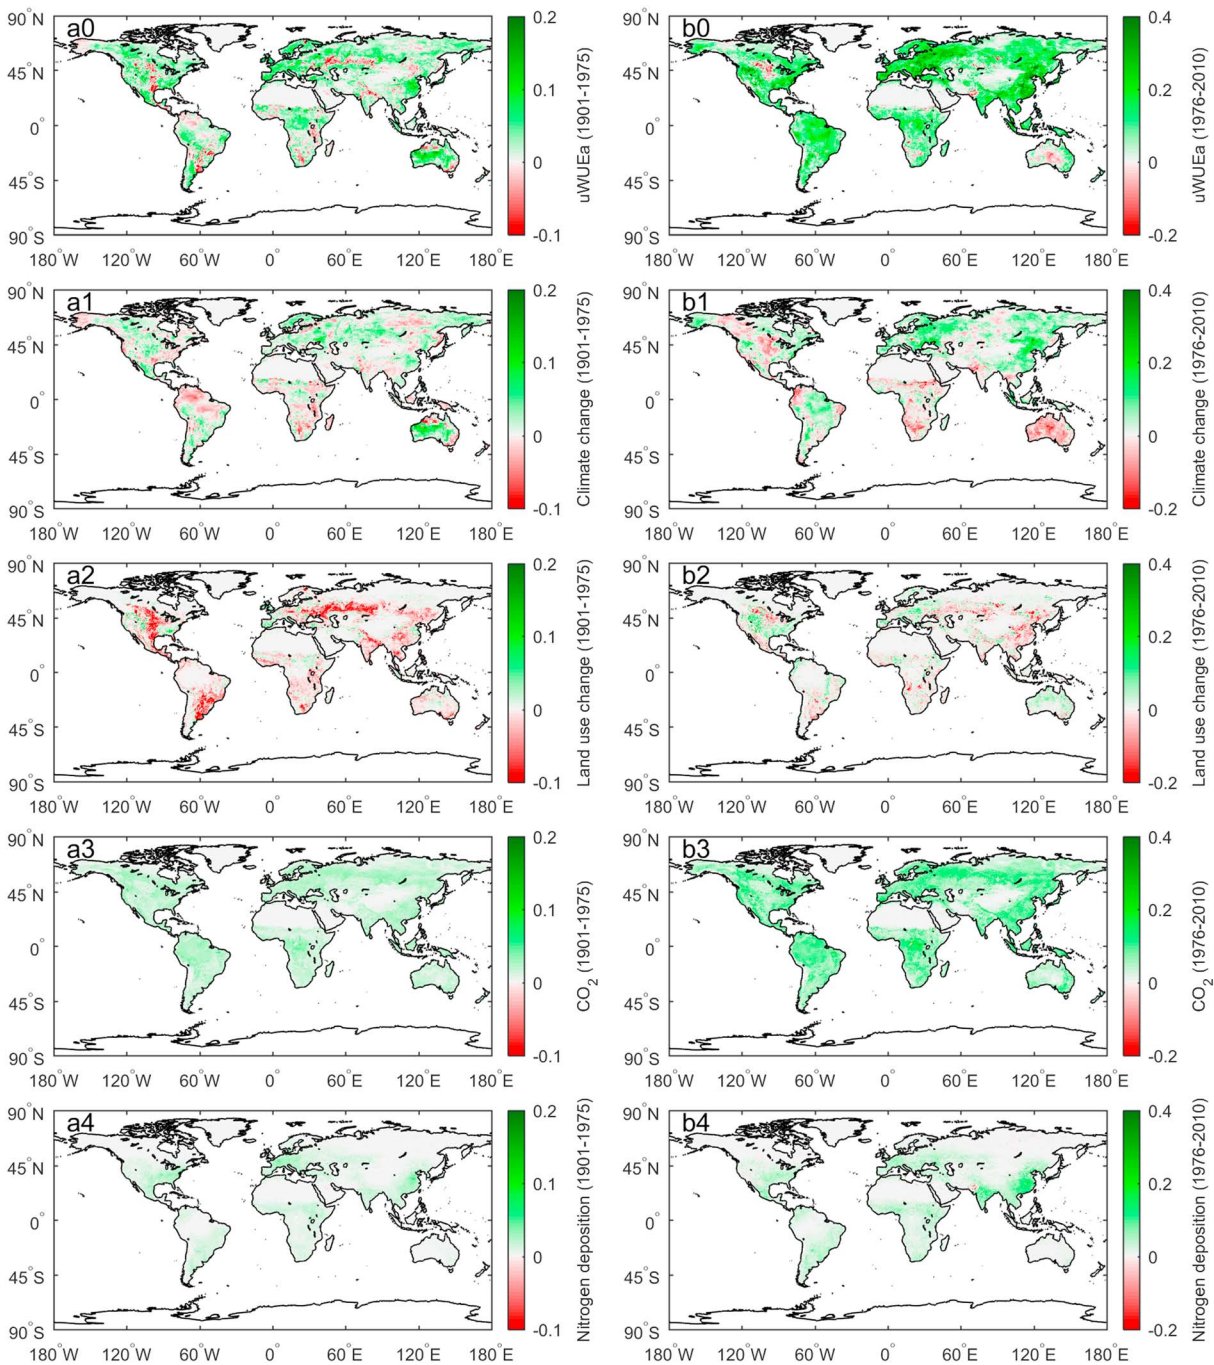 a0
90°N
45°N
0°
45°S
90°S
180°W 120°W 60°W 0° 60°E 120°E 180°E
0.2
0.1
0
-0.1
uWUEa (1901-1975)
b0
90°N
45°N
0°
45°S
90°S
180°W 120°W 60°W 0° 60°E 120°E 180°E
0.4
0.2
0
-0.2
uWUEa (1976-2010)
a1
90°N
45°N
0°
45°S
90°S
180°W 120°W 60°W 0° 60°E 120°E 180°E
0.2
0.1
0
-0.1
Climate change (1901-1975)
b1
90°N
45°N
0°
45°S
90°S
180°W 120°W 60°W 0° 60°E 120°E 180°E
0.4
0.2
0
-0.2
Climate change (1976-2010)
a2
90°N
45°N
0°
45°S
90°S
180°W 120°W 60°W 0° 60°E 120°E 180°E
0.2
0.1
0
-0.1
Land use change (1901-1975)
b2
90°N
45°N
0°
45°S
90°S
180°W 120°W 60°W 0° 60°E 120°E 180°E
0.4
0.2
0
-0.2
Land use change (1976-2010)
a3
90°N
45°N
0°
45°S
90°S
180°W 120°W 60°W 0° 60°E 120°E 180°E
0.2
0.1
0
-0.1
CO₂ (1901-1975)
b3
90°N
45°N
0°
45°S
90°S
180°W 120°W 60°W 0° 60°E 120°E 180°E
0.4
0.2
0
-0.2
CO₂ (1976-2010)
a4
90°N
45°N
0°
45°S
90°S
180°W 120°W 60°W 0° 60°E 120°E 180°E
0.2
0.1
0
-0.1
Nitrogen deposition (1901-1975)
b4
90°N
45°N
0°
45°S
90°S
180°W 120°W 60°W 0° 60°E 120°E 180°E
0.4
0.2
0
-0.2
Nitrogen deposition (1976-2010)